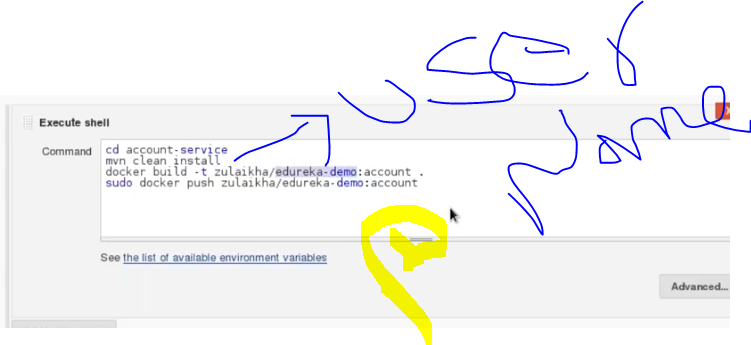 user
Name
Execute shell
Command
cd account-service
mvn clean install
docker build -t zulaikha/edureka-demo:account .
sudo docker push zulaikha/edureka-demo:account
See the list of available environment variables
Advanced...